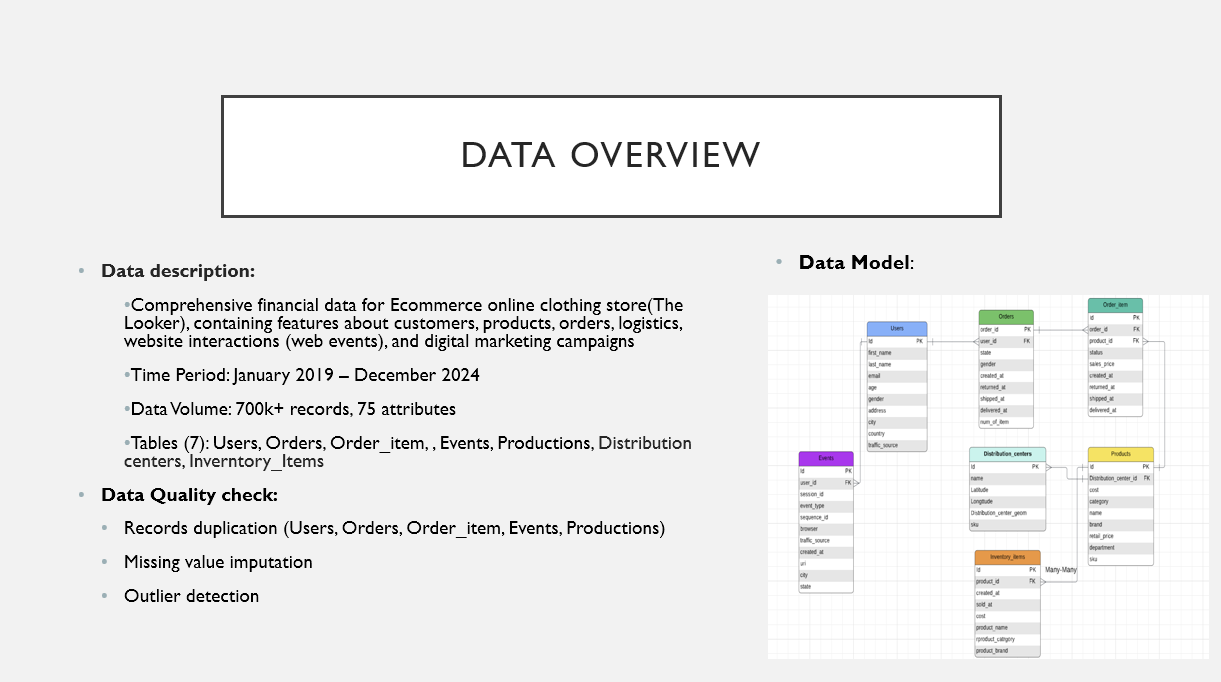 DATA OVERVIEW
• Data description:
•Comprehensive financial data for Ecommerce online clothing store(The
Looker), containing features about customers, products, orders, logistics,
website interactions (web events), and digital marketing campaigns
•Time Period: January 2019 – December 2024
•Data Volume: 700k+ records, 75 attributes
•Tables (7): Users, Orders, Order_item, , Events, Productions, Distribution
centers, Inverntory_Items
• Data Quality check:
• Records duplication (Users, Orders, Order_item, Events, Productions)
• Missing value imputation
• Outlier detection
• Data Model:
Users
Id PK
first_name
last_name
email
age
gender
address
city
country
traffic_source
Orders
order_id PK
user_id FK
state
gender
created_at
returned_at
shipped_at
delivered_at
num_of_item
Order_item
Id PK
order_id FK
product_id FK
status
sales_price
created_at
returned_at
shipped_at
delivered_at
Events
Id PK
user_id FK
session_id
event_type
sequence_id
browser
traffic_source
created_at
uri
city
state
Distribution_centers
Id PK
name
Latitude
Longitude
Distribution_center_geom
sku
Products
Id PK
Distribution_center_id FK
cost
category
name
brand
retail_price
department
sku
Inventory_items
Id PK
product_id FK
created_at
sold_at
cost
product_name
rproduct_category
product_brand
Many-Many